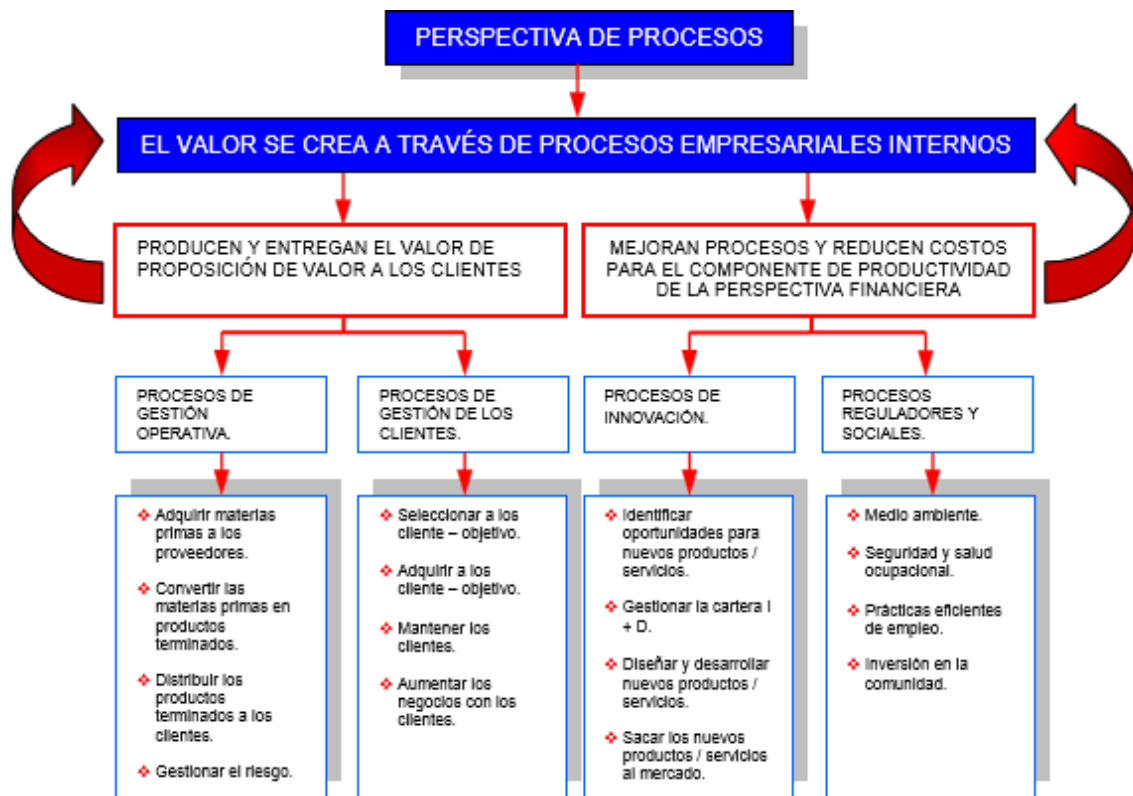 PERSPECTIVA DE PROCESOS
EL VALOR SE CREA A TRAVÉS DE PROCESOS EMPRESARIALES INTERNOS
PRODUCEN Y ENTREGAN EL VALOR DE
PROPOSICIÓN DE VALOR A LOS CLIENTES
MEJORAN PROCESOS Y REDUCEN COSTOS
PARA EL COMPONENTE DE PRODUCTIVIDAD
DE LA PERSPECTIVA FINANCIERA
PROCESOS DE
GESTIÓN
OPERATIVA.
PROCESOS DE
GESTIÓN DE LOS
CLIENTES.
PROCESOS DE
INNOVACIÓN.
PROCESOS
REGULADORES Y
SOCIALES.
❖ Adquirir materias
primas a los
proveedores.
❖ Convertir las
materias primas en
productos
terminados.
❖ Distribuir los
productos
terminados a los
clientes.
❖ Gestionar el riesgo.
❖ Seleccionar a los
cliente – objetivo.
❖ Adquirir a los
cliente – objetivo.
❖ Mantener los
clientes.
❖ Aumentar los
negocios con los
clientes.
❖ Identificar
oportunidades para
nuevos productos /
servicios.
❖ Gestionar la cartera I
+ D.
❖ Diseñar y desarrollar
nuevos productos /
servicios.
❖ Sacar los nuevos
productos / servicios
al mercado.
❖ Medio ambiente.
❖ Seguridad y salud
ocupacional.
❖ Prácticas eficientes
de empleo.
❖ Inversión en la
comunidad.